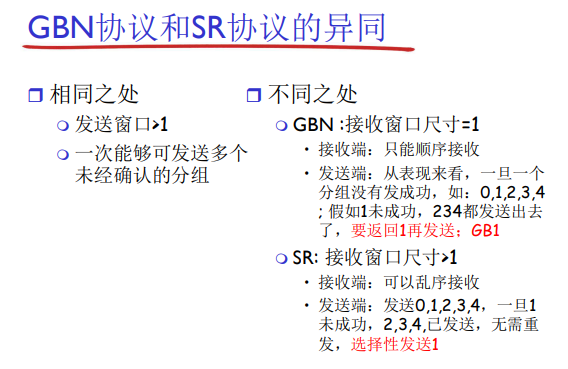 GBN协议和SR协议的异同
相同之处
发送窗口>1
一次能够可发送多个
未经确认的分组
不同之处
GBN :接收窗口尺寸=1
• 接收端：只能顺序接收
• 发送端：从表现来看，一旦一个
分组没有发成功，如：0,1,2,3,4
; 假如1未成功，234都发送出去
了，要返回1再发送；GB1
SR: 接收窗口尺寸>1
• 接收端：可以乱序接收
• 发送端：发送0,1,2,3,4，一旦1
未成功，2,3,4,已发送，无需重
发，选择性发送1